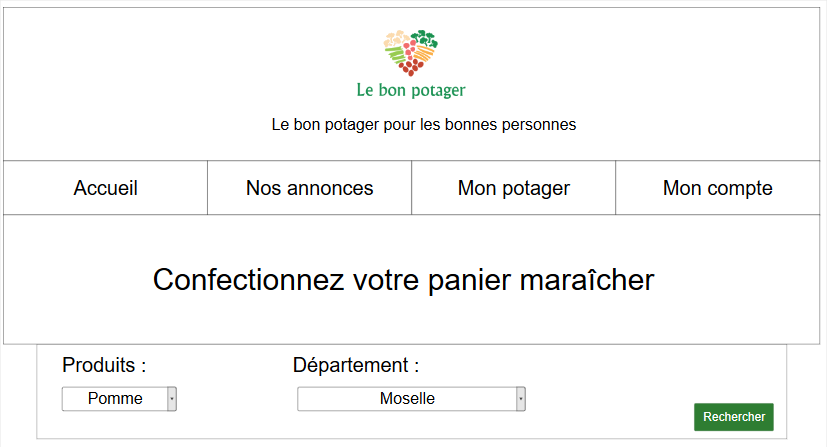 Le bon potager
Le bon potager pour les bonnes personnes
Accueil Nos annonces Mon potager Mon compte
Confectionnez votre panier maraîcher
Produits : Département :
Pomme Moselle
Rechercher